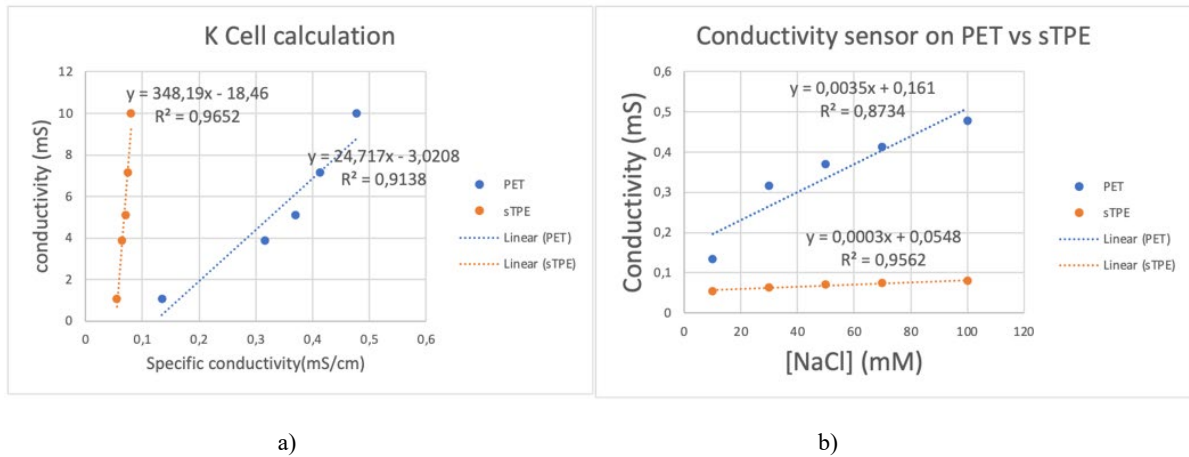 K Cell calculation
12
10
8
6
4
2
0
conductivity (mS)
y = 348,19x - 18,46
R² = 0,9652
y = 24,717x - 3,0208
R² = 0,9138
0 0,1 0,2 0,3 0,4 0,5 0,6
Specific conductivity(mS/cm)
PET
sTPE
Linear (PET)
Linear (sTPE)
a)
Conductivity sensor on PET vs sTPE
0,6
0,5
0,4
0,3
0,2
0,1
0
Conductivity (mS)
y = 0,0035x + 0,161
R² = 0,8734
y = 0,0003x + 0,0548
R² = 0,9562
0 20 40 60 80 100 120
[NaCl] (mM)
PET
sTPE
Linear (PET)
Linear (sTPE)
b)